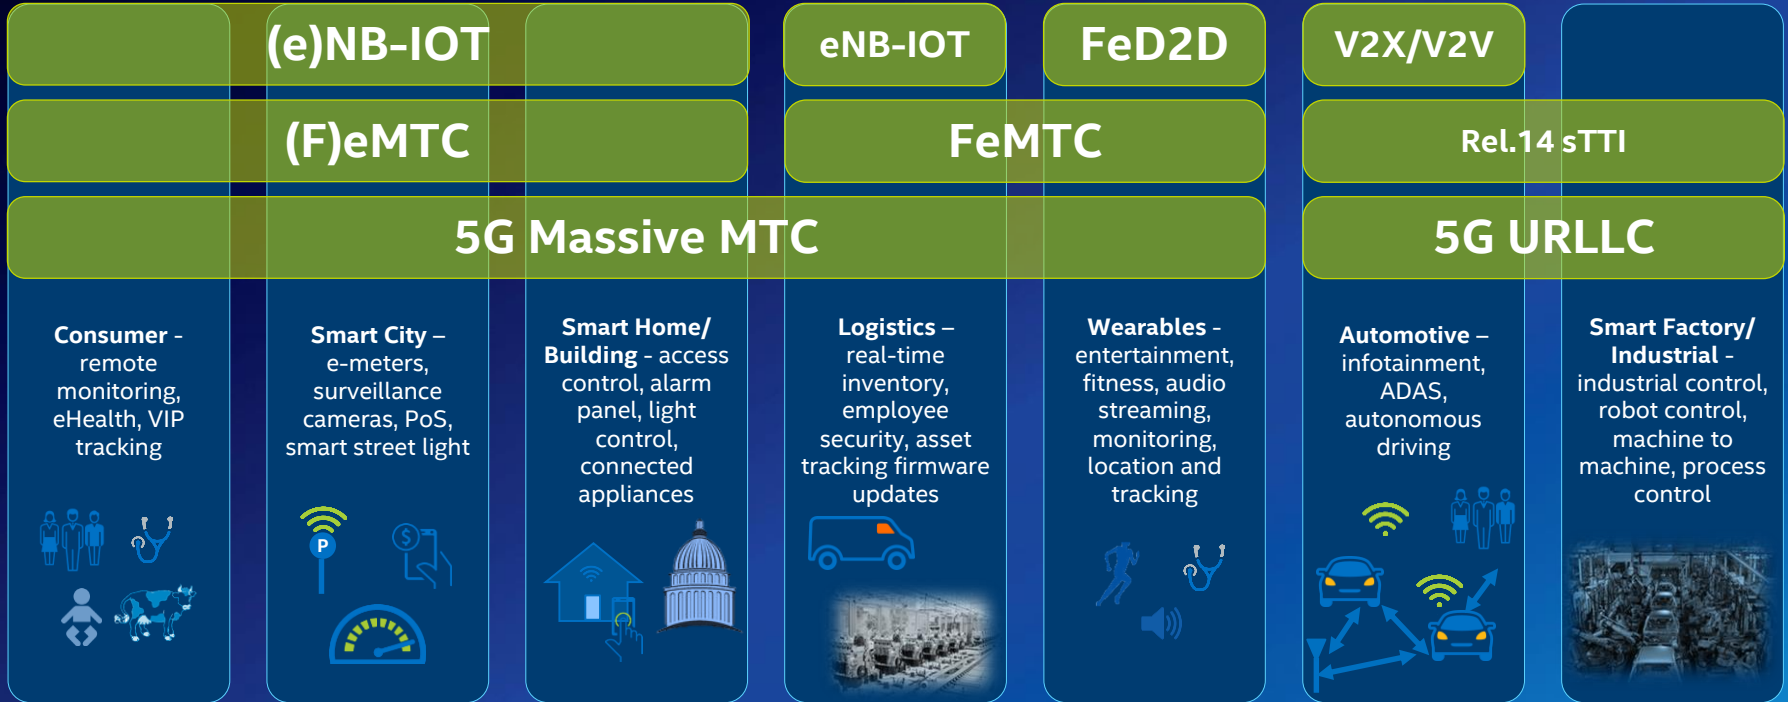 (e)NB-IOT
eNB-IOT
FeD2D
V2X/V2V
(F)eMTC
FeMTC
Rel.14 sTTI
5G Massive MTC
5G URLLC
Consumer -
remote
monitoring,
eHealth, VIP
tracking
Smart City –
e-meters,
surveillance
cameras, PoS,
smart street light
Smart Home/
Building - access
control, alarm
panel, light
control,
connected
appliances
Logistics –
real-time
inventory,
employee
security, asset
tracking firmware
updates
Wearables -
entertainment,
fitness, audio
streaming,
monitoring,
location and
tracking
Automotive –
infotainment,
ADAS,
autonomous
driving
Smart Factory/
Industrial -
industrial control,
robot control,
machine to
machine, process
control
P
$